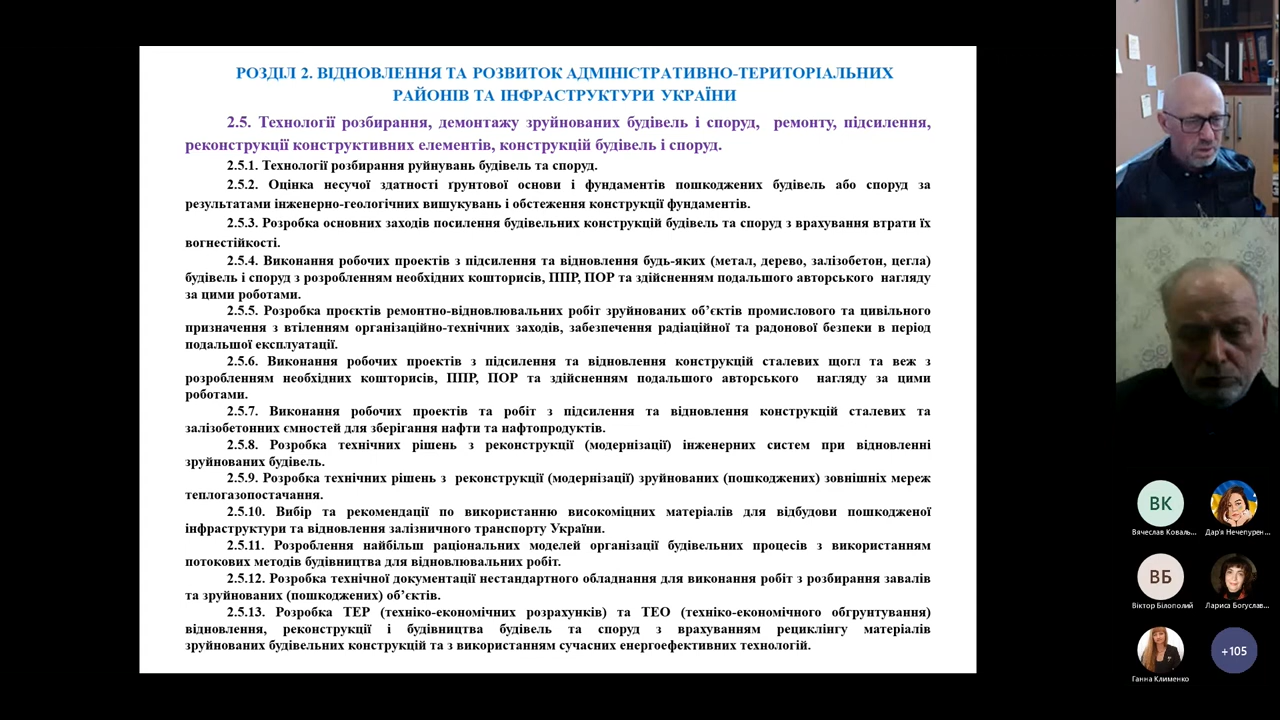 РОЗДІЛ 2. ВІДНОВЛЕННЯ ТА РОЗВИТОК АДМІНІСТРАТИВНО-ТЕРИТОРІАЛЬНИХ
РАЙОНІВ ТА ІНФРАСТРУКТУРИ УКРАЇНИ
2.5. Технології розбирання, демонтажу зруйнованих будівель і споруд, ремонту, підсилення,
реконструкції конструктивних елементів, конструкцій будівель і споруд.
2.5.1. Технології розбирання руйнувань будівель та споруд.
2.5.2. Оцінка несучої здатності ґрунтової основи і фундаментів пошкоджених будівель або споруд за
результатами інженерно-геологічних вишукувань і обстеження конструкції фундаментів.
2.5.3. Розробка основних заходів посилення будівельних конструкцій будівель та споруд з врахування втрати їх
вогнестійкості.
2.5.4. Виконання робочих проектів з підсилення та відновлення будь-яких (метал, дерево, залізобетон, цегла)
будівель і споруд з розробленням необхідних кошторисів, ППР, ПОР та здійсненням подальшого авторського нагляду
за цими роботами.
2.5.5. Розробка проєктів ремонтно-відновлювальних робіт зруйнованих об’єктів промислового та цивільного
призначення з втіленням організаційно-технічних заходів, забезпечення радіаційної та радонової безпеки в період
подальшої експлуатації.
2.5.6. Виконання робочих проектів з підсилення та відновлення конструкцій сталевих щогл та веж з
розробленням необхідних кошторисів, ППР, ПОР та здійсненням подальшого авторського нагляду за цими
роботами.
2.5.7. Виконання робочих проектів та робіт з підсилення та відновлення конструкцій сталевих та
залізобетонних ємностей для зберігання нафти та нафтопродуктів.
2.5.8. Розробка технічних рішень з реконструкції (модернізації) інженерних систем при відновленні
зруйнованих будівель.
2.5.9. Розробка технічних рішень з реконструкції (модернізації) зруйнованих (пошкоджених) зовнішніх мереж
теплогазопостачання.
2.5.10. Вибір та рекомендації по використанню високоміцних матеріалів для відбудови пошкодженої
інфраструктури та відновлення залізничного транспорту України.
2.5.11. Розроблення найбільш раціональних моделей організації будівельних процесів з використанням
потокових методів будівництва для відновлювальних робіт.
2.5.12. Розробка технічної документації нестандартного обладнання для виконання робіт з розбирання завалів
та зруйнованих (пошкоджених) об’єктів.
2.5.13. Розробка ТЕР (техніко-економічних розрахунків) та ТЕО (техніко-економічного обгрунтування)
відновлення, реконструкції і будівництва будівель та споруд з врахуванням рециклінгу матеріалів
зруйнованих будівельних конструкцій та з використанням сучасних енергоефективних технологій.
ВК
Вячеслав Коваль...
Дар'я Нечепурен...
ВБ
Віктор Білополий
Лариса Богуслав...
Ганна Клименко
+105